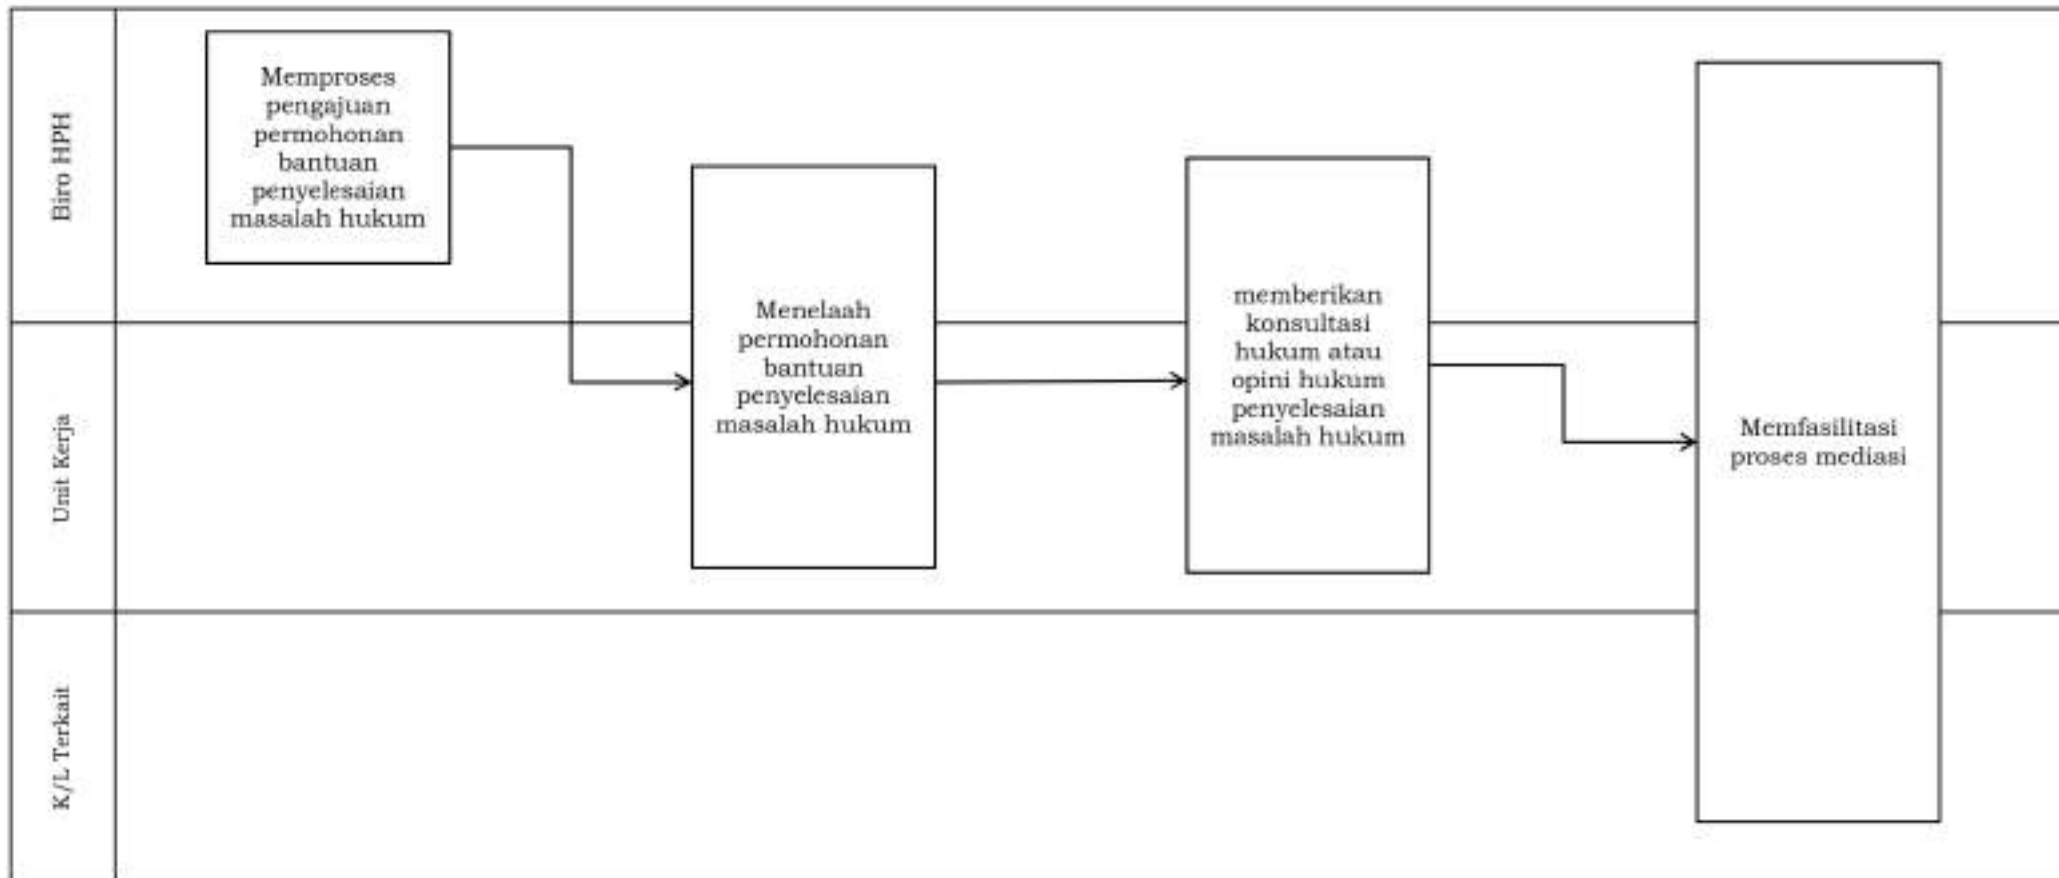 Biro HPH
Memproses
pengajuan
permohonan
bantuan
penyelesaian
masalah hukum
Menelaah
permohonan
bantuan
penyelesaian
masalah hukum
memberikan
konsultasi
hukum atau
opini hukum
penyelesaian
masalah hukum
Memfasilitasi
proses mediasi
Unit Kerja
K/L Terkait